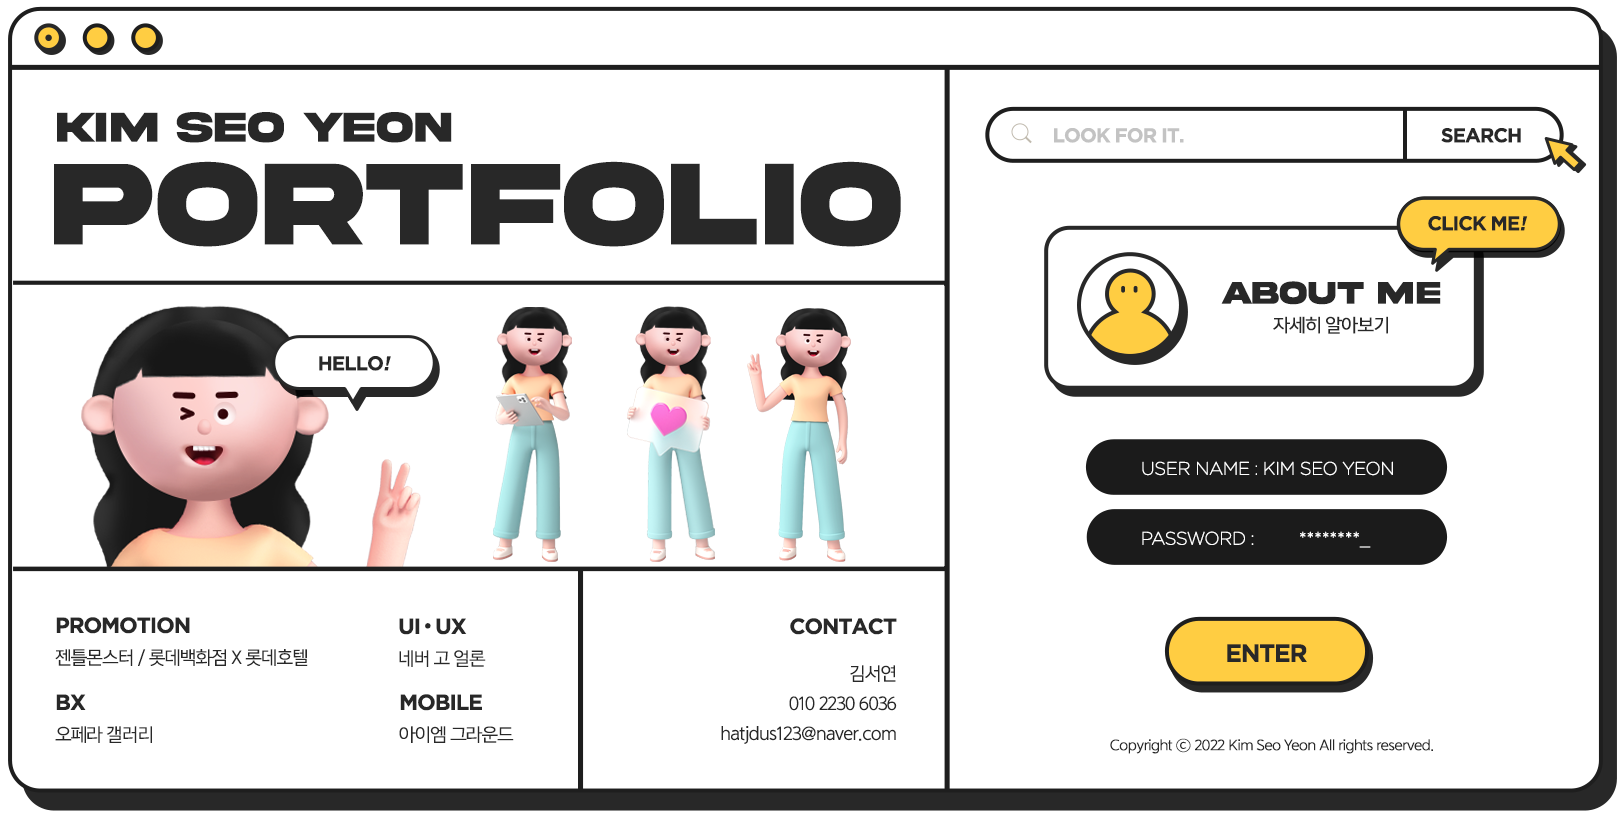 KIM SEO YEON
PORTFOLIO
HELLO!
PROMOTION
젠틀몬스터 / 롯데백화점 X 롯데호텔
BX
오페라 갤러리
UI • UX
네버 고 얼론
MOBILE
아이엠 그라운드
CONTACT
김서연
010 2230 6036
hatjdus123@naver.com
LOOK FOR IT.
SEARCH
CLICK ME!
ABOUT ME
자세히 알아보기
USER NAME : KIM SEO YEON
PASSWORD : ********_
ENTER
Copyright ⓒ 2022 Kim Seo Yeon All rights reserved.